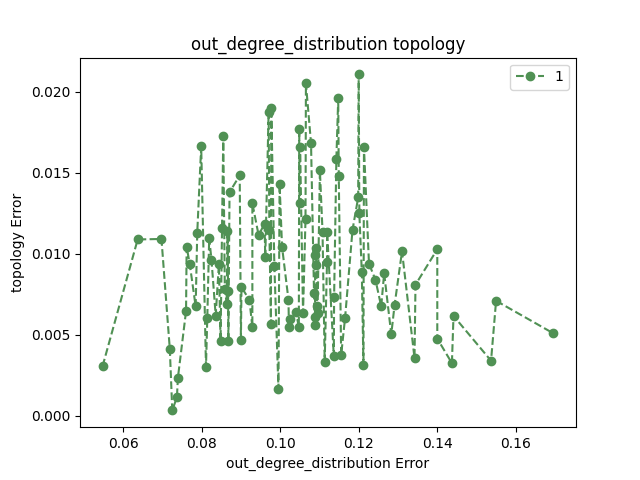 out_degree_distribution topology
1
0.020
0.015
0.010
0.005
0.000
topology Error
0.06 0.08 0.10 0.12 0.14 0.16
out_degree_distribution Error